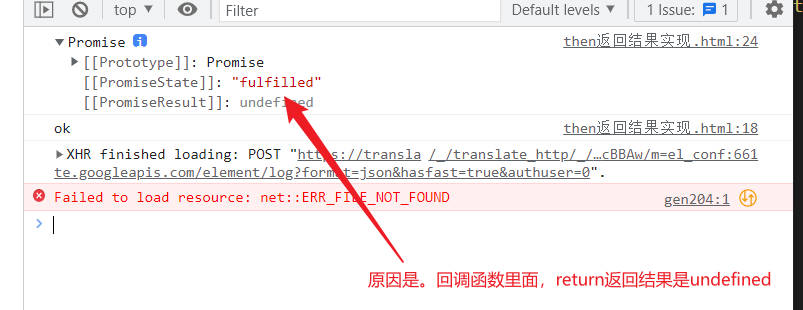 top ▼ Filter Default levels ▼ 1 Issue: 1
▼Promise i then返回结果实现.html:24
▶[[Prototype]]: Promise
[[PromiseState]]: "fulfilled"
[[PromiseResult]]: undefined
ok then返回结果实现.html:18
▶XHR finished loading: POST "https://transla /_/translate_http/_/…cBBAw/m=el_conf:661
te.googleapis.com/element/log?format=json&hasfast=true&authuser=0".
Failed to load resource: net::ERR_FILE_NOT_FOUND gen204:1
>
原因是。回调函数里面，return返回结果是undefined